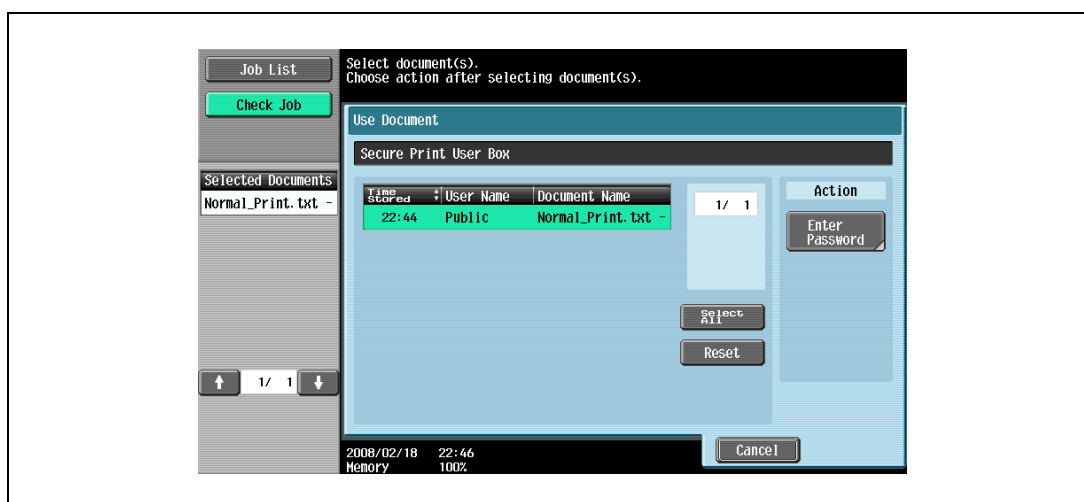 Job List
Check Job
Select document(s).
Choose action after selecting document(s).
Use Document
Secure Print User Box
Selected Documents
Normal_Print.txt -
Time stored User Name Document Name
22:44 Public Normal_Print.txt -
1/ 1
Action
Enter
Password
Select
All
Reset
1/ 1
2008/02/18 22:46
Memory 100%
Cancel